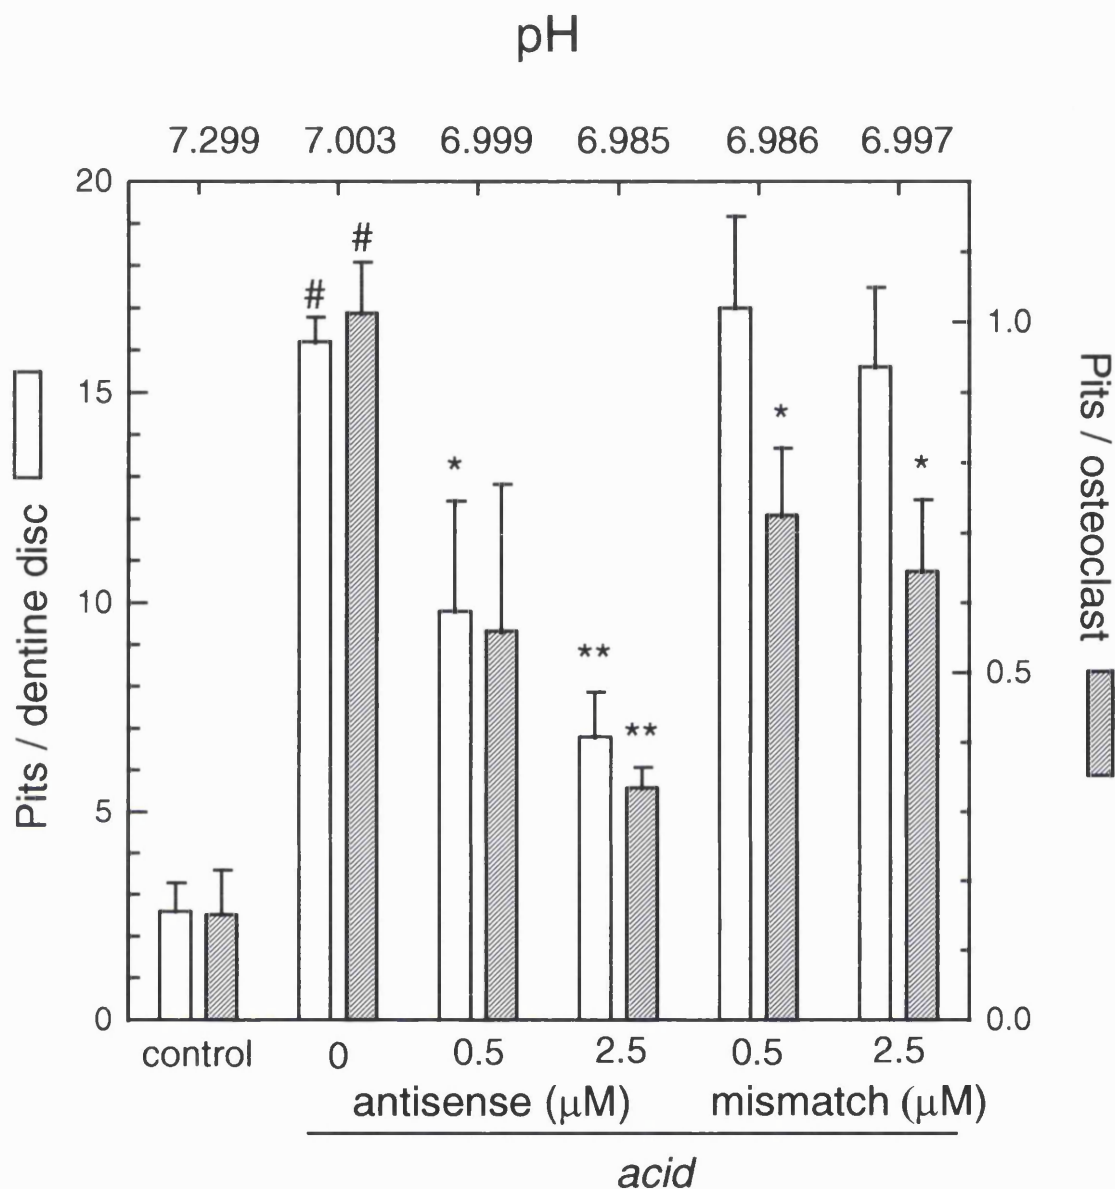 pH
7.299 7.003 6.999 6.985 6.986 6.997
20
15
10
5
0
Pits / dentine disc
# #
* ** ** * *
1.0
0.5
0.0
Pits / osteoclast
control 0 0.5 2.5 0.5 2.5
antisense (μM) mismatch (μM)
acid